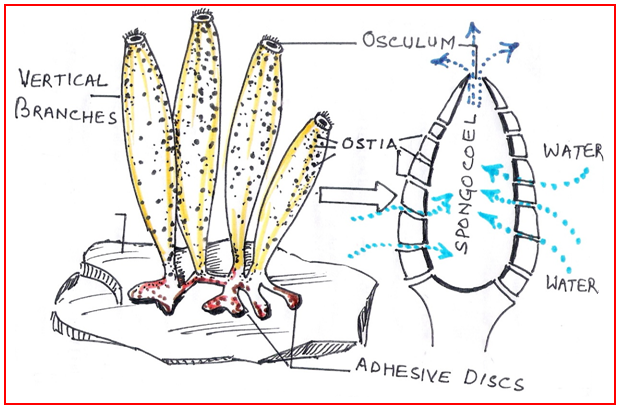 OSCULUM
VERTICAL
BRANCHES
OSTIA
SPONGOCOEL
WATER
WATER
ADHESIVE DISCS